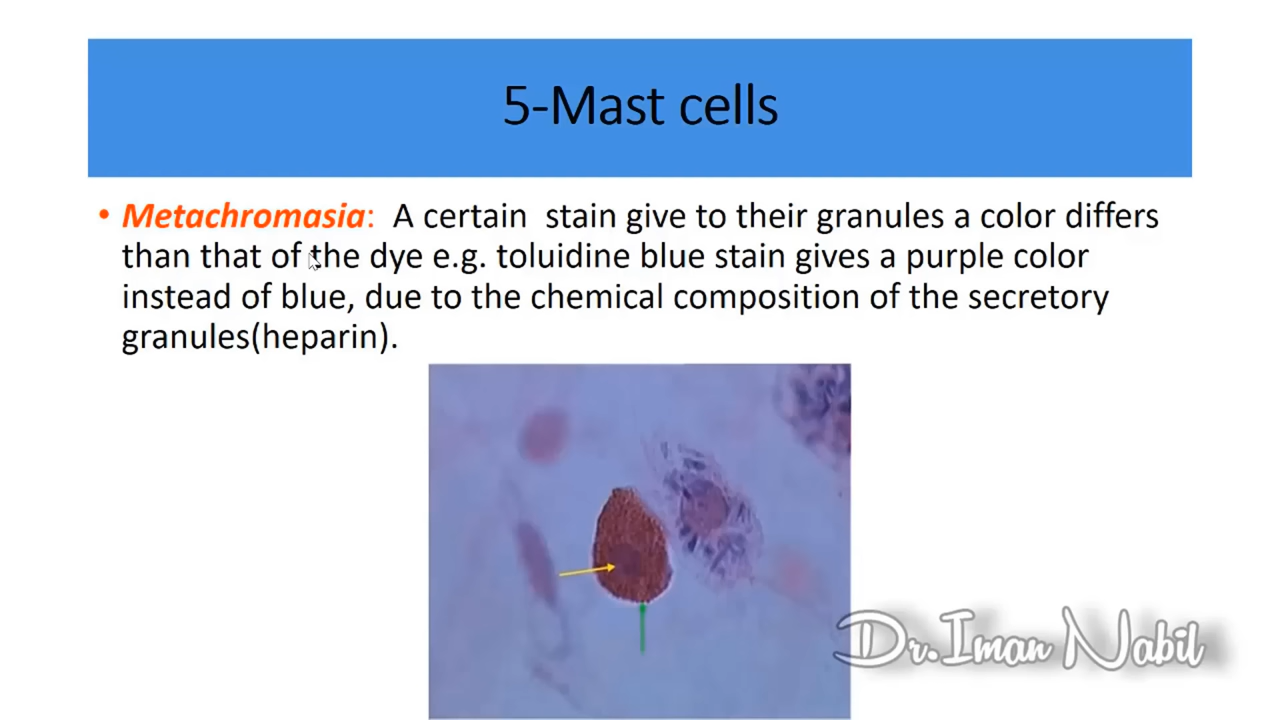 5-Mast cells
• Metachromasia: A certain stain give to their granules a color differs
than that of the dye e.g. toluidine blue stain gives a purple color
instead of blue, due to the chemical composition of the secretory
granules(heparin).
Dr.Iman Nabil